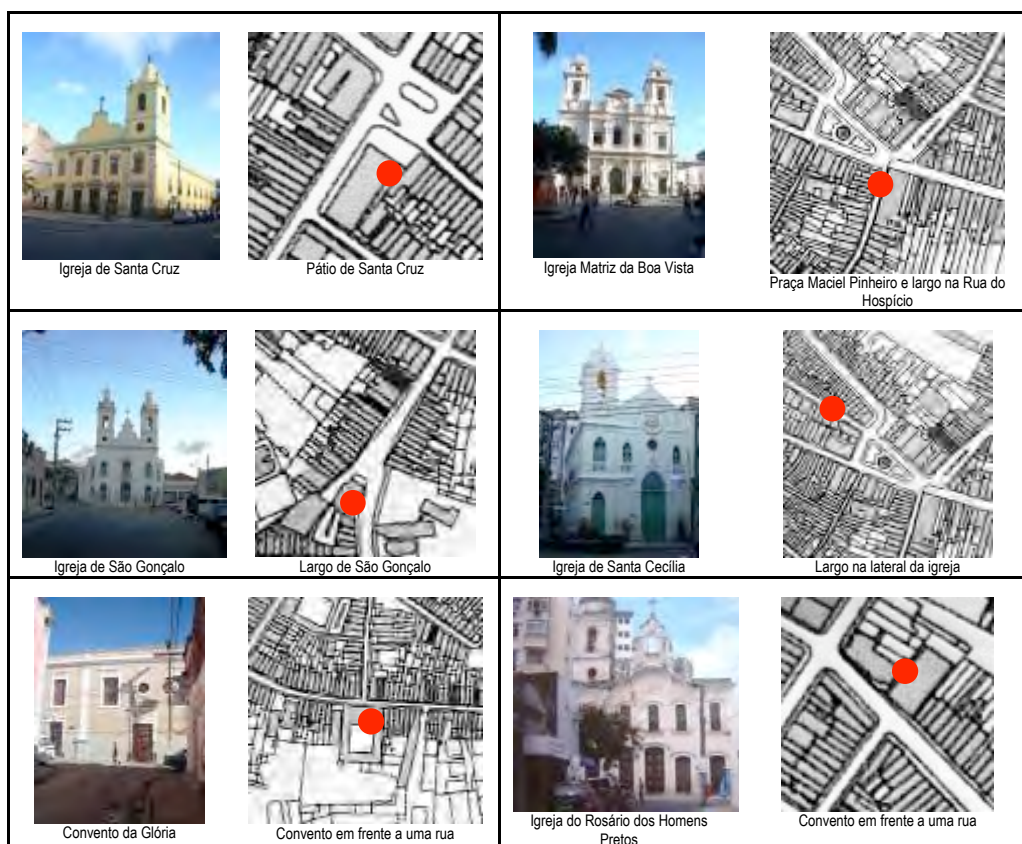 Igreja de Santa Cruz
Pátio de Santa Cruz
Igreja Matriz da Boa Vista
Praça Maciel Pinheiro e largo na Rua do
Hospício
Igreja de São Gonçalo
Largo de São Gonçalo
Igreja de Santa Cecília
Largo na lateral da igreja
Convento da Glória
Convento em frente a uma rua
Igreja do Rosário dos Homens
Pretos
Convento em frente a uma rua